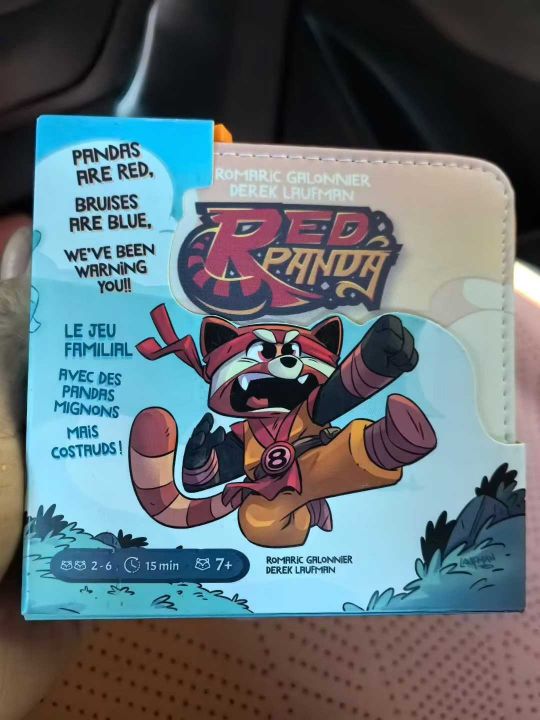 PANDAS
ARE RED,
BRUISES
ARE BLUE,
WE'VE BEEN
WARNING
YOU!!
LE JEU
FAMILIAL
AVEC DES
PANDAS
MIGNONS
MAIS
COSTAUDS!
ROMARIC GALONNIER
DEREK LAUFMAN
RED
PANDA
8
2-6
15 min
7+
ROMARIC GALONNIER
DEREK LAUFMAN
LAUFMAN